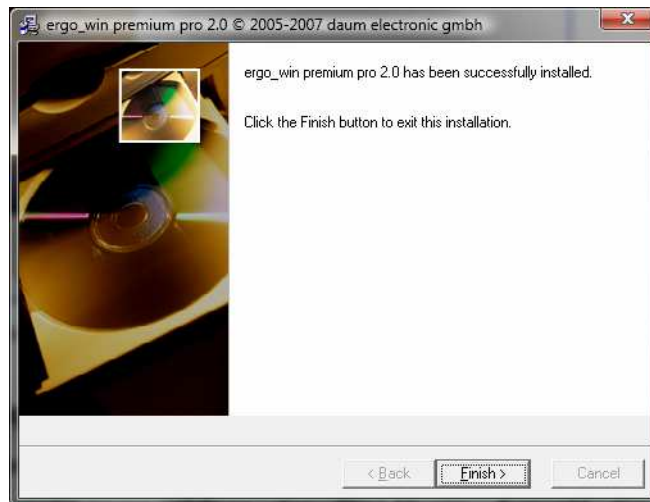 ergo_win premium pro 2.0 © 2005-2007 daum electronic gmbh
ergo_win premium pro 2.0 has been successfully installed.
Click the Finish button to exit this installation.
< Back
Finish >
Cancel